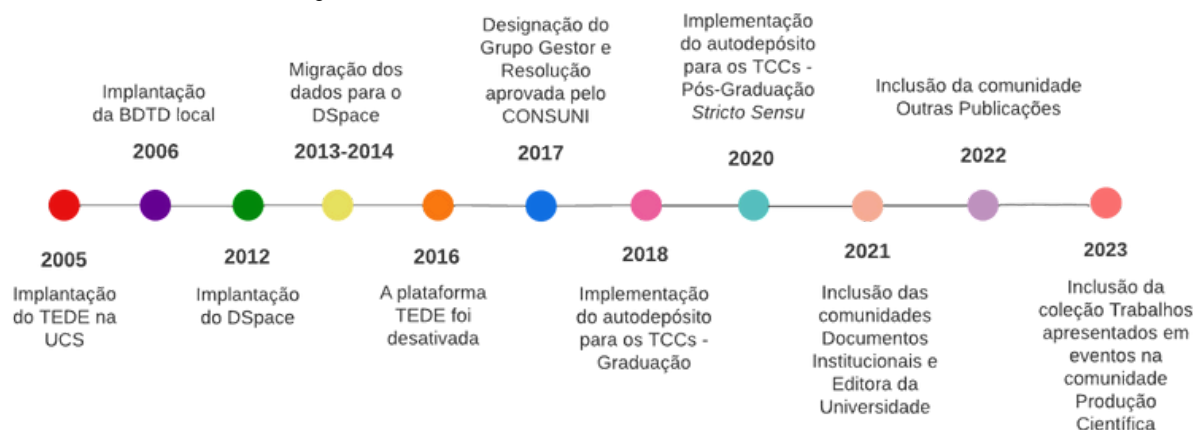 Implantação
da BDTD local
2006
Migração dos
dados para o
DSpace
2013-2014
Designação do
Grupo Gestor e
Resolução
aprovada pelo
CONSUNI
2017
Implementação
do autodepósito
para os TCCs -
Pós-Graduação
Stricto Sensu
2020
Inclusão da comunidade
Outras Publicações
2022
2005
Implantação
do TEDE na
UCS
2012
Implantação
do DSpace
2016
A plataforma
TEDE foi
desativada
2018
Implementação
do autodepósito
para os TCCs -
Graduação
2021
Inclusão das
comunidades
Documentos
Institucionais e
Editora da
Universidade
2023
Inclusão da
coleção Trabalhos
apresentados em
eventos na
comunidade
Produção
Científica